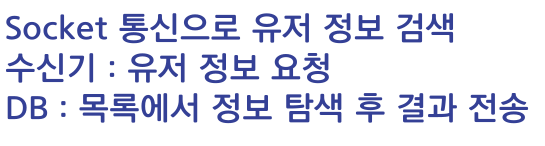 Socket 통신으로 유저 정보 검색
수신기 : 유저 정보 요청
DB : 목록에서 정보 탐색 후 결과 전송